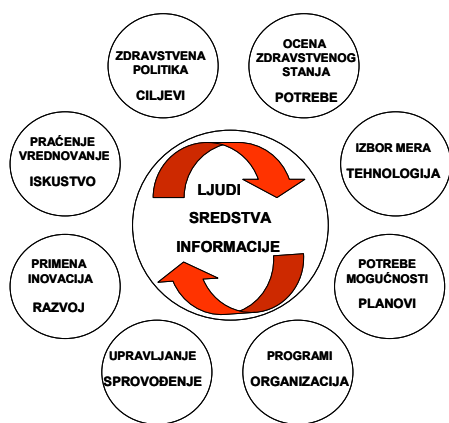 ZDRAVSTVENA
POLITIKA
CILJEVI
OCENA
ZDRAVSTVENOG
STANJA
POTREBE
IZBOR MERA
TEHNOLOGIJA
POTREBE
MOGUĆNOSTI
PLANOVI
PROGRAMI
ORGANIZACIJA
UPRAVLJANJE
SPROVOĐENJE
PRIMENA
INOVACIJA
RAZVOJ
PRAĆENJE
VREDNOVANJE
ISKUSTVO
LJUDI
SREDSTVA
INFORMACIJE